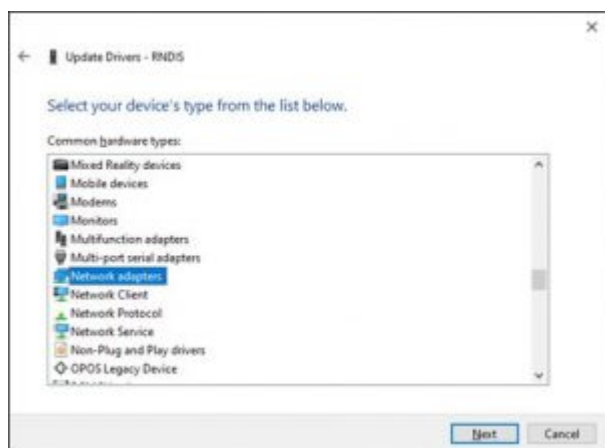 Update Drivers - RNDIS
Select your device's type from the list below.
Common hardware types:
Mixed Reality devices
Mobile devices
Modems
Monitors
Multifunction adapters
Multi-port serial adapters
Network adapters
Network Client
Network Protocol
Network Service
Non-Plug and Play drivers
OPOS Legacy Device
Next Cancel